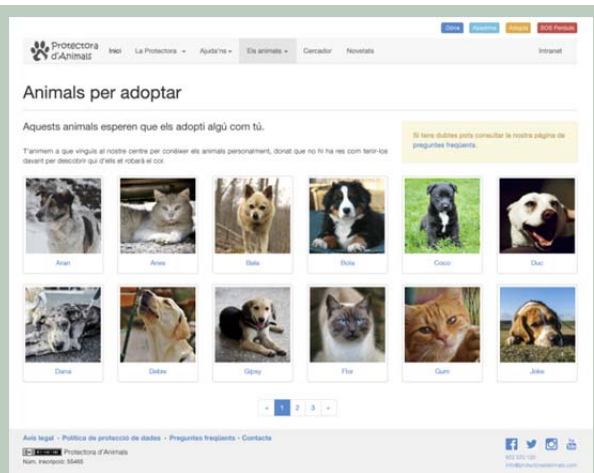 Dóna Apadrina Adopta SOS Perduts
Protectora
d'Animals
Inici La Protectora Ajuda'ns Els animals Cercador Novetats Intranet
Animals per adoptar
Aquests animals esperen que els adopti algú com tú.
T'animem a que vinguis al nostre centre per conèixer els animals personalment, donat que no hi ha res com tenir-los
davant per descobrir qui d'ells et robarà el cor.
Si tens dubtes pots consultar la nostra pàgina de
preguntes freqüents.
Aran Aries Bala Bola Coco Duc
Dana Debra Gipsy Flor Gum Joke
« 1 2 3 »
Avís legal - Política de protecció de dades - Preguntes freqüents - Contacte
Protectora d'Animals
Núm. inscripció: 55465